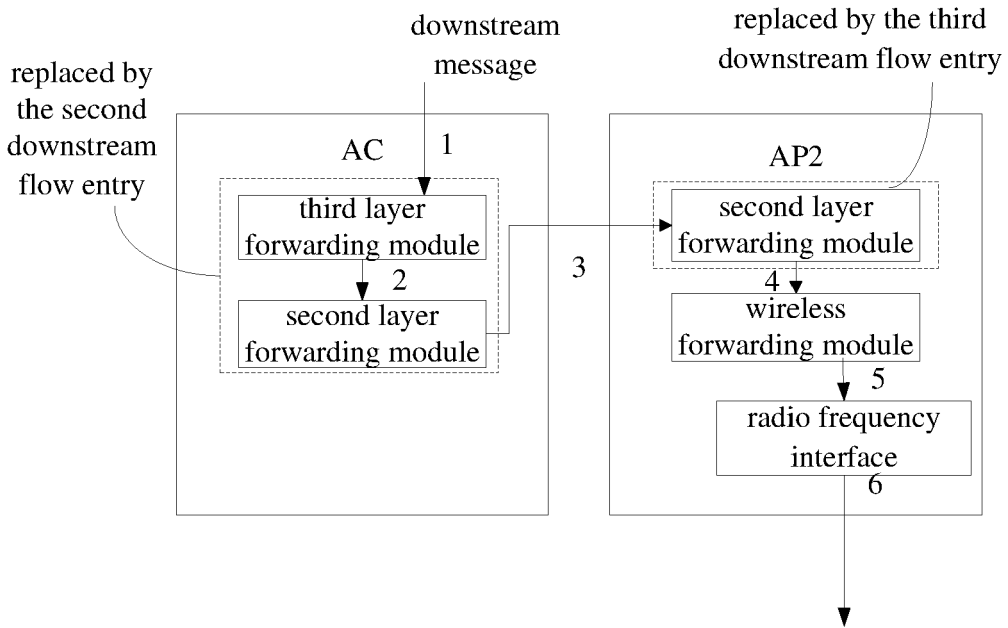 downstream
message
replaced by the third
downstream flow entry
replaced by
the second
downstream
flow entry
AC
1
third layer
forwarding module
2
second layer
forwarding module
3
AP2
second layer
forwarding module
4
wireless
forwarding module
5
radio frequency
interface
6